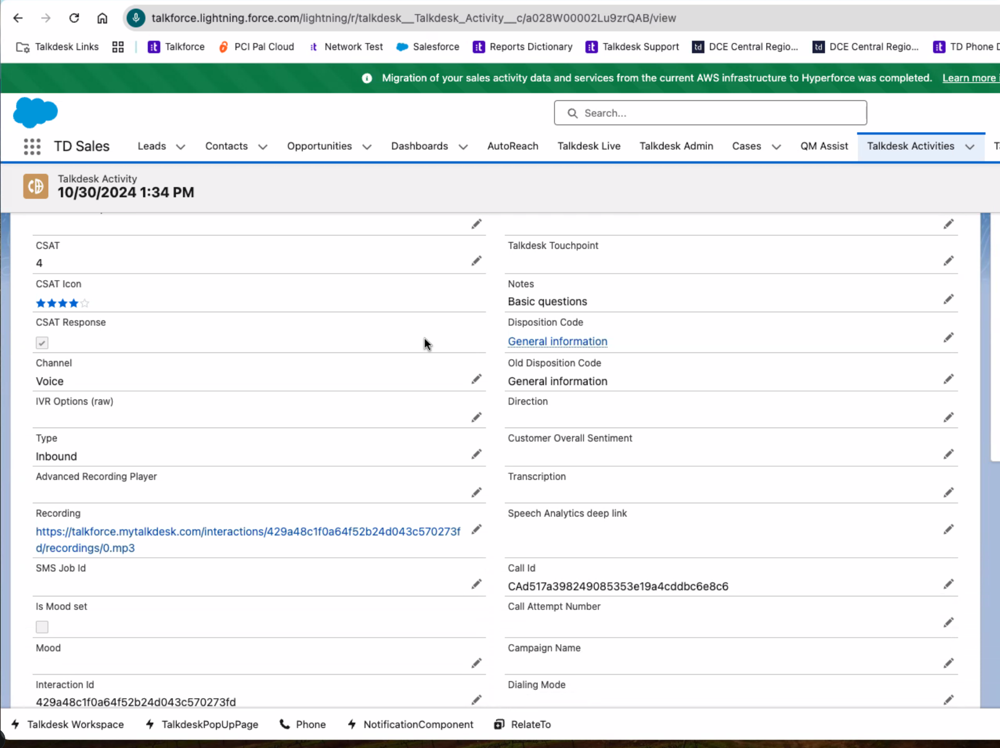 talkforce.lightning.force.com/lightning/r/talkdesk__Talkdesk_Activity__c/a028W00002Lu9zrQAB/view
Talkdesk Links Talkforce PCI Pal Cloud Network Test Salesforce Reports Dictionary Talkdesk Support DCE Central Regio... DCE Central Regio... TD Phone D
Migration of your sales activity data and services from the current AWS infrastructure to Hyperforce was completed. Learn more
Search...
TD Sales Leads Contacts Opportunities Dashboards AutoReach Talkdesk Live Talkdesk Admin Cases QM Assist Talkdesk Activities
Talkdesk Activity
10/30/2024 1:34 PM
CSAT
4
Talkdesk Touchpoint
CSAT Icon
Notes
Basic questions
CSAT Response
Disposition Code
General information
Channel
Voice
Old Disposition Code
General information
IVR Options (raw)
Direction
Type
Inbound
Customer Overall Sentiment
Advanced Recording Player
Transcription
Recording
https://talkforce.mytalkdesk.com/interactions/429a48c1f0a64f52b24d043c570273f
d/recordings/0.mp3
Speech Analytics deep link
SMS Job Id
Call Id
CAd517a398249085353e19a4cddbc6e8c6
Is Mood set
Call Attempt Number
Mood
Campaign Name
Interaction Id
429a48c1f0a64f52b24d043c570273fd
Dialing Mode
Talkdesk Workspace TalkdeskPopUpPage Phone NotificationComponent RelateTo